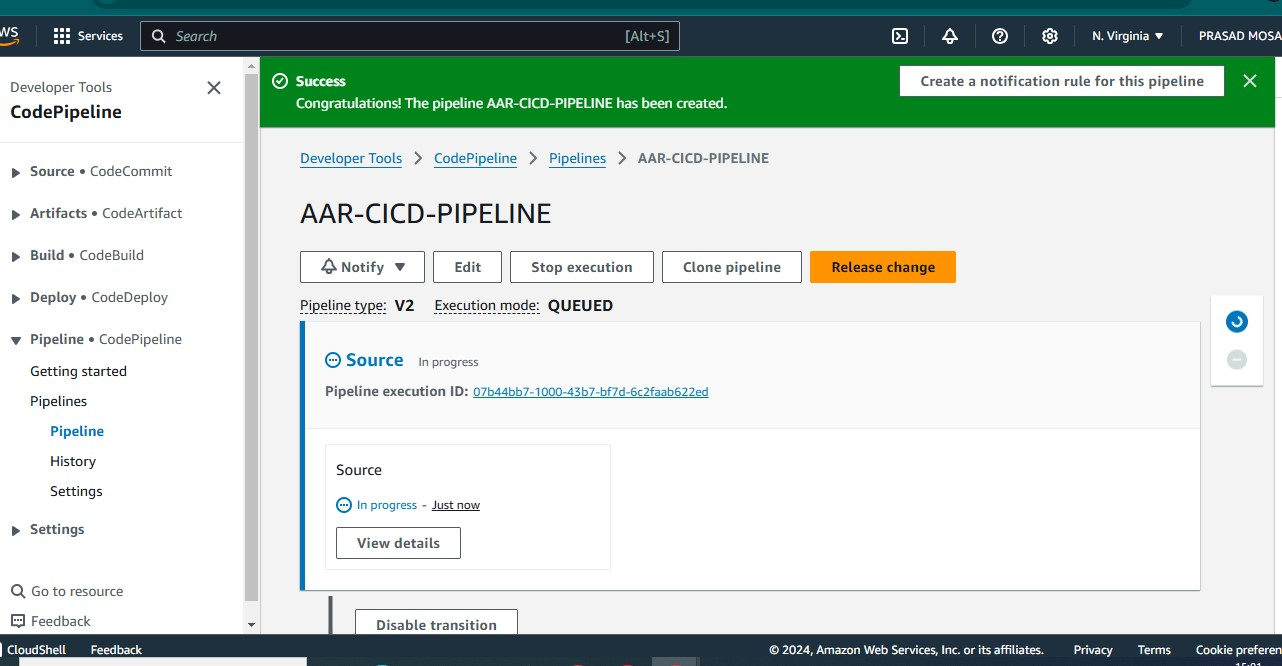 Services
Search [Alt+S]
N. Virginia ▼
PRASAD MOSA
Developer Tools
CodePipeline
Source • CodeCommit
Artifacts • CodeArtifact
Build • CodeBuild
Deploy • CodeDeploy
Pipeline • CodePipeline
Getting started
Pipelines
Pipeline
History
Settings
Settings
Go to resource
Feedback
Success
Congratulations! The pipeline AAR-CICD-PIPELINE has been created.
Create a notification rule for this pipeline
Developer Tools > CodePipeline > Pipelines > AAR-CICD-PIPELINE
AAR-CICD-PIPELINE
Notify ▼ Edit Stop execution Clone pipeline Release change
Pipeline type: V2 Execution mode: QUEUED
Source In progress
Pipeline execution ID: 07b44bb7-1000-43b7-bf7d-6c2faab622ed
Source
In progress - Just now
View details
Disable transition
CloudShell Feedback © 2024, Amazon Web Services, Inc. or its affiliates. Privacy Terms Cookie preferen